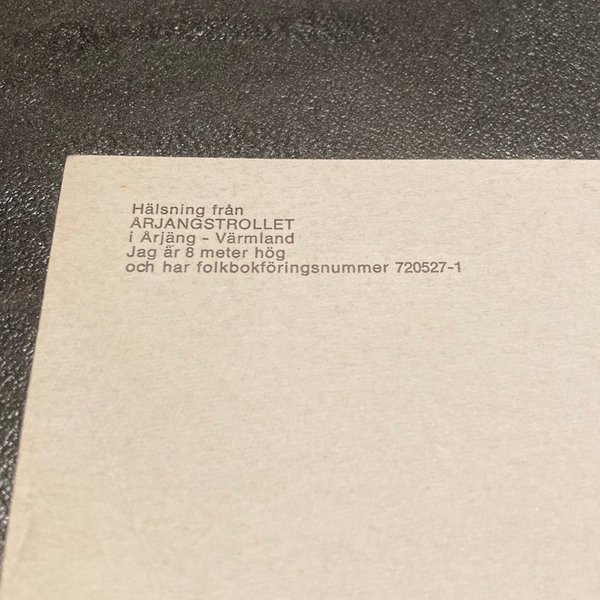 Hälsning från
ÅRJÄNGSTROLLET
i Årjäng - Värmland
Jag är 8 meter hög
och har folkbokföringsnummer 720527-1